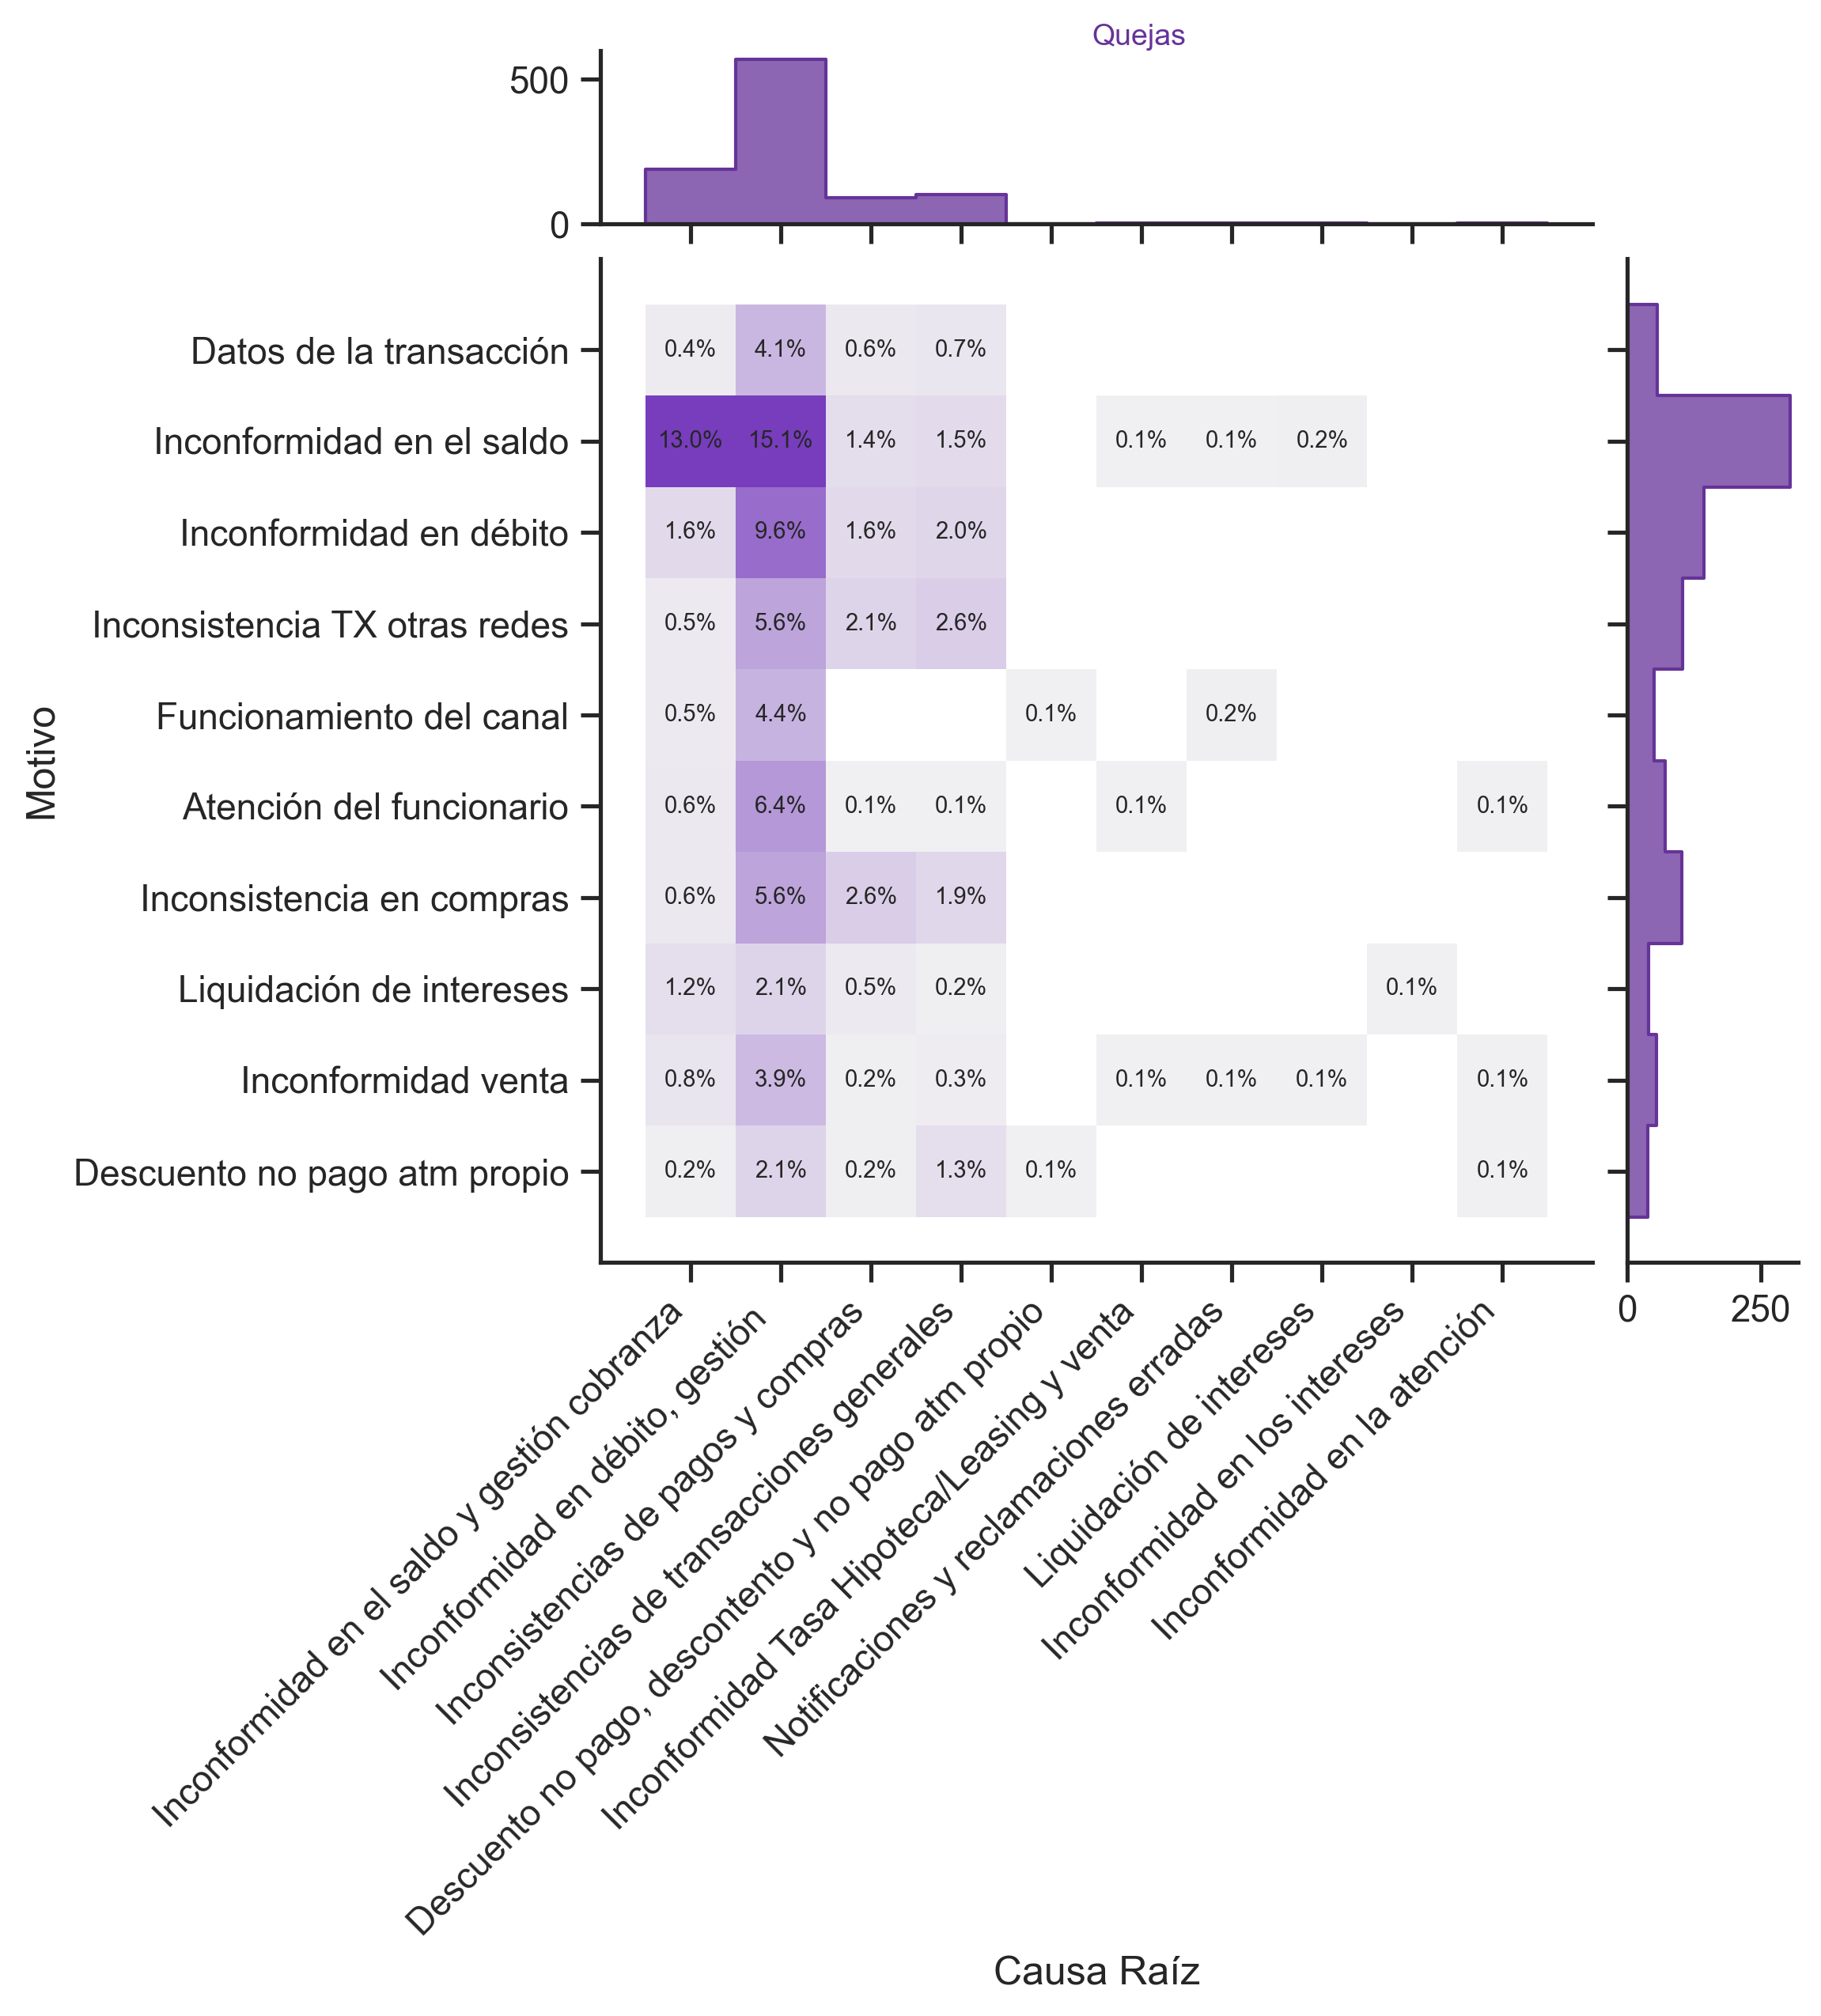 Quejas
500
0
Datos de la transacción 0.4% 4.1% 0.6% 0.7%
Inconformidad en el saldo 13.0% 15.1% 1.4% 1.5% 0.1% 0.1% 0.2%
Inconformidad en débito 1.6% 9.6% 1.6% 2.0%
Inconsistencia TX otras redes 0.5% 5.6% 2.1% 2.6%
Funcionamiento del canal 0.5% 4.4% 0.1% 0.2%
Atención del funcionario 0.6% 6.4% 0.1% 0.1% 0.1% 0.1%
Inconsistencia en compras 0.6% 5.6% 2.6% 1.9%
Liquidación de intereses 1.2% 2.1% 0.5% 0.2% 0.1%
Inconformidad venta 0.8% 3.9% 0.2% 0.3% 0.1% 0.1% 0.1% 0.1%
Descuento no pago atm propio 0.2% 2.1% 0.2% 1.3% 0.1% 0.1%
Motivo
0 250
Inconformidad en el saldo y gestión cobranza
Inconformidad en débito, gestión
Inconsistencias de pagos y compras
Inconsistencias de transacciones generales
Descuento no pago, descontento y no pago atm propio
Inconformidad Tasa Hipoteca/Leasing y venta
Notificaciones y reclamaciones erradas
Liquidación de intereses
Inconformidad en los intereses
Inconformidad en la atención
Causa Raíz